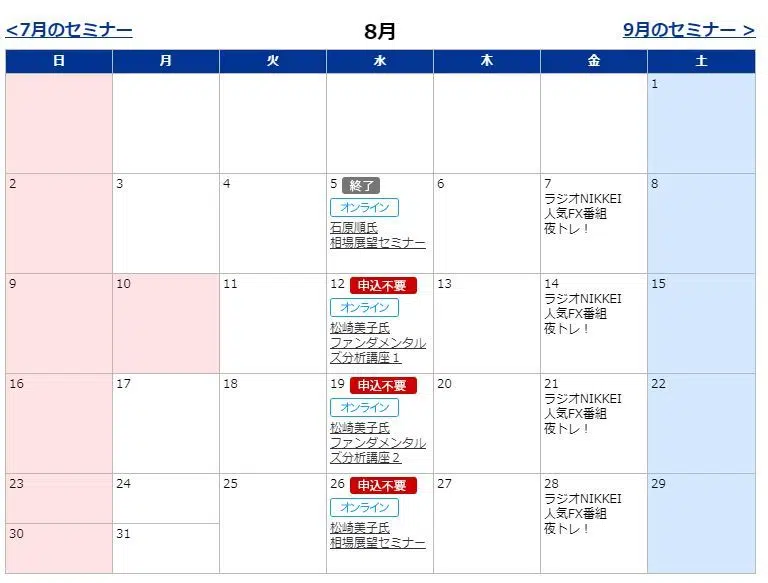 <7月のセミナー
8月
9月のセミナー >
日 月 火 水 木 金 土
1
2
3
4
5 終了
オンライン
石原順氏
相場展望セミナー
6
7
ラジオNIKKEI
人気FX番組
夜トレ！
8
9
10
11
12 申込不要
オンライン
松崎美子氏
ファンダメンタル
ズ分析講座１
13
14
ラジオNIKKEI
人気FX番組
夜トレ！
15
16
17
18
19 申込不要
オンライン
松崎美子氏
ファンダメンタル
ズ分析講座２
20
21
ラジオNIKKEI
人気FX番組
夜トレ！
22
23
24
25
26 申込不要
オンライン
松崎美子氏
相場展望セミナー
27
28
ラジオNIKKEI
人気FX番組
夜トレ！
29
30
31